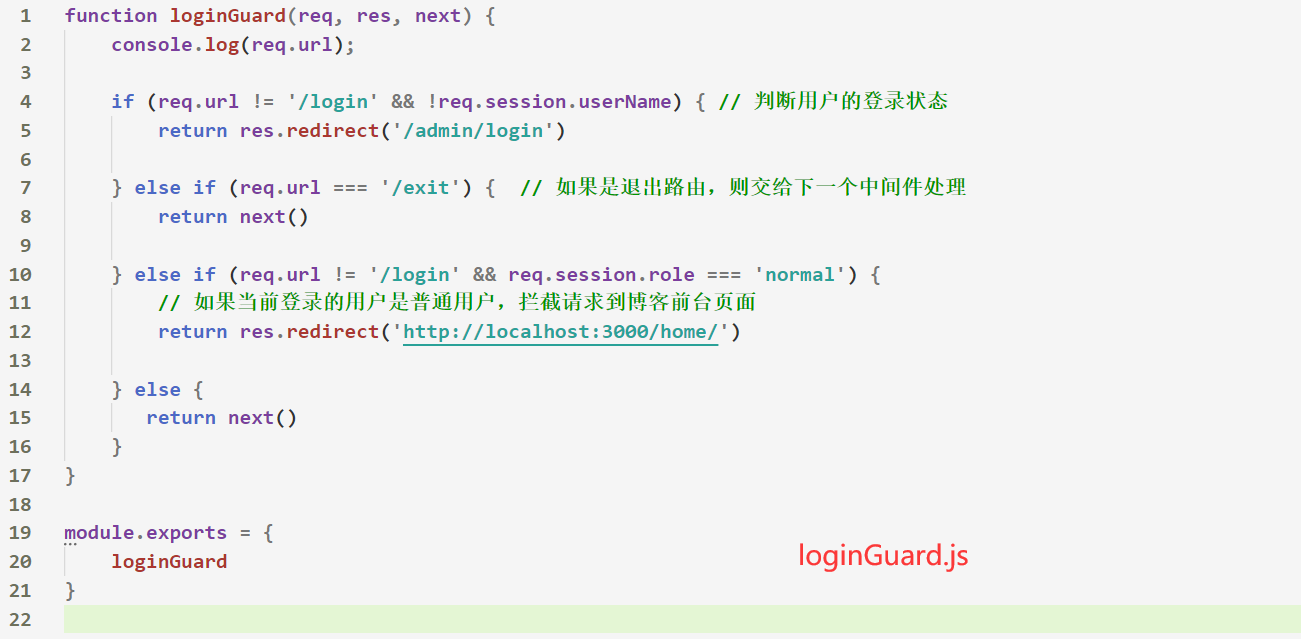 1 function loginGuard(req, res, next) {
2     console.log(req.url);
3
4     if (req.url != '/login' && !req.session.userName) { // 判断用户的登录状态
5         return res.redirect('/admin/login')
6
7     } else if (req.url === '/exit') {  // 如果是退出路由，则交给下一个中间件处理
8         return next()
9
10     } else if (req.url != '/login' && req.session.role === 'normal') {
11         // 如果当前登录的用户是普通用户，拦截请求到博客前台页面
12         return res.redirect('http://localhost:3000/home/')
13
14     } else {
15        return next()
16     }
17 }
18
19 module.exports = {
20     loginGuard
21 }
22
loginGuard.js